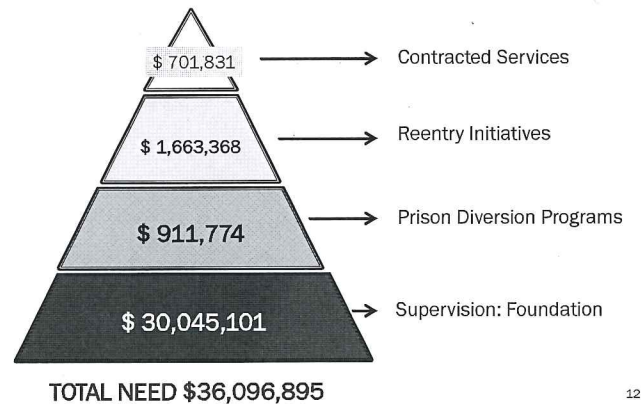 $ 701,831
Contracted Services
$ 1,663,368
Reentry Initiatives
$ 911,774
Prison Diversion Programs
$ 30,045,101
Supervision: Foundation
TOTAL NEED $36,096,895
12